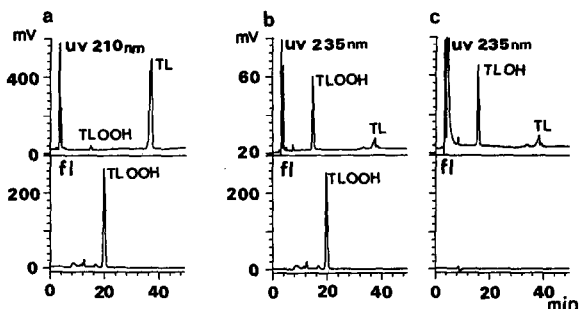 a
mV
uv 210nm
TL
400
TLOOH
0
fl
TLOOH
200
0
0 20 40
b
mV
uv 235nm
60
TLOOH
TL
20
fl
TLOOH
200
0
0 20 40
c
uv 235nm
TLOH
TL
fl
0 20 40
min